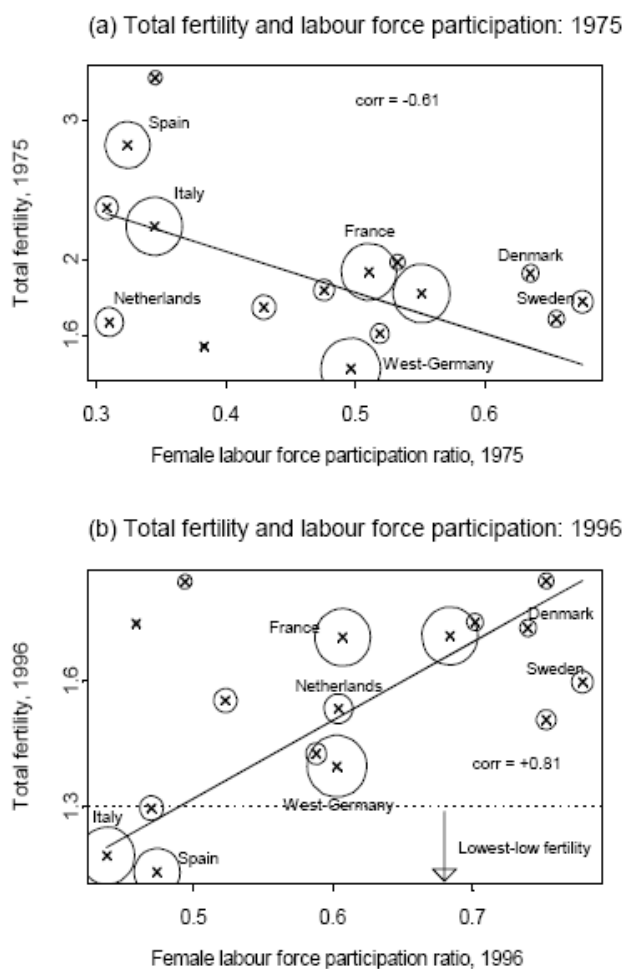 (a) Total fertility and labour force participation: 1975
corr = -0.61
3
Spain
Italy
France
2
Denmark
Netherlands
Sweden
1.6
West-Germany
Total fertility, 1975
0.3 0.4 0.5 0.6
Female labour force participation ratio, 1975
(b) Total fertility and labour force participation: 1996
France
Denmark
1.6
Netherlands
Sweden
corr = +0.81
West-Germany
1.3
Italy
Lowest-low fertility
Spain
Total fertility, 1996
0.5 0.6 0.7
Female labour force participation ratio, 1996